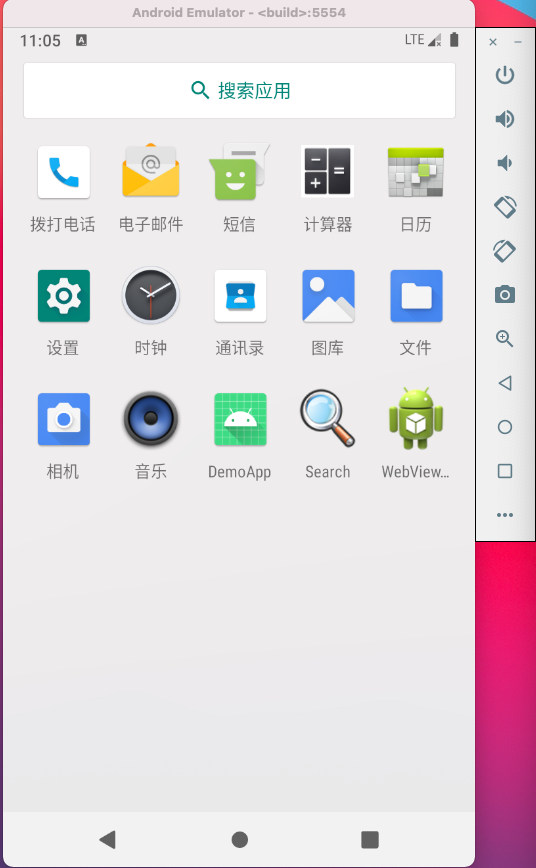 Android Emulator - <build>:5554
11:05 A LTE
搜索应用
拨打电话 电子邮件 短信 计算器 日历
设置 时钟 通讯录 图库 文件
相机 音乐 DemoApp Search WebView...